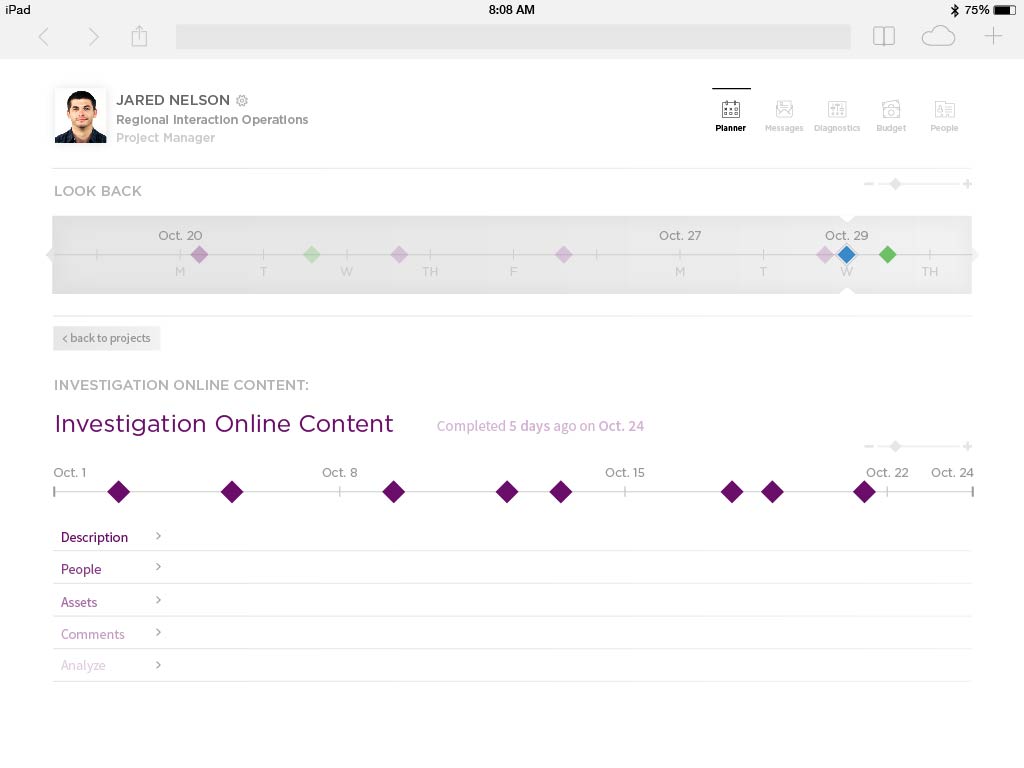 iPad 8:08 AM 75%
JARED NELSON
Regional Interaction Operations
Project Manager
Planner Messages Diagnostics Budget People
LOOK BACK
Oct. 20 Oct. 27 Oct. 29
M T W TH F M T W TH
< back to projects
INVESTIGATION ONLINE CONTENT:
Investigation Online Content Completed 5 days ago on Oct. 24
Oct. 1 Oct. 8 Oct. 15 Oct. 22 Oct. 24
Description >
People >
Assets >
Comments >
Analyze >